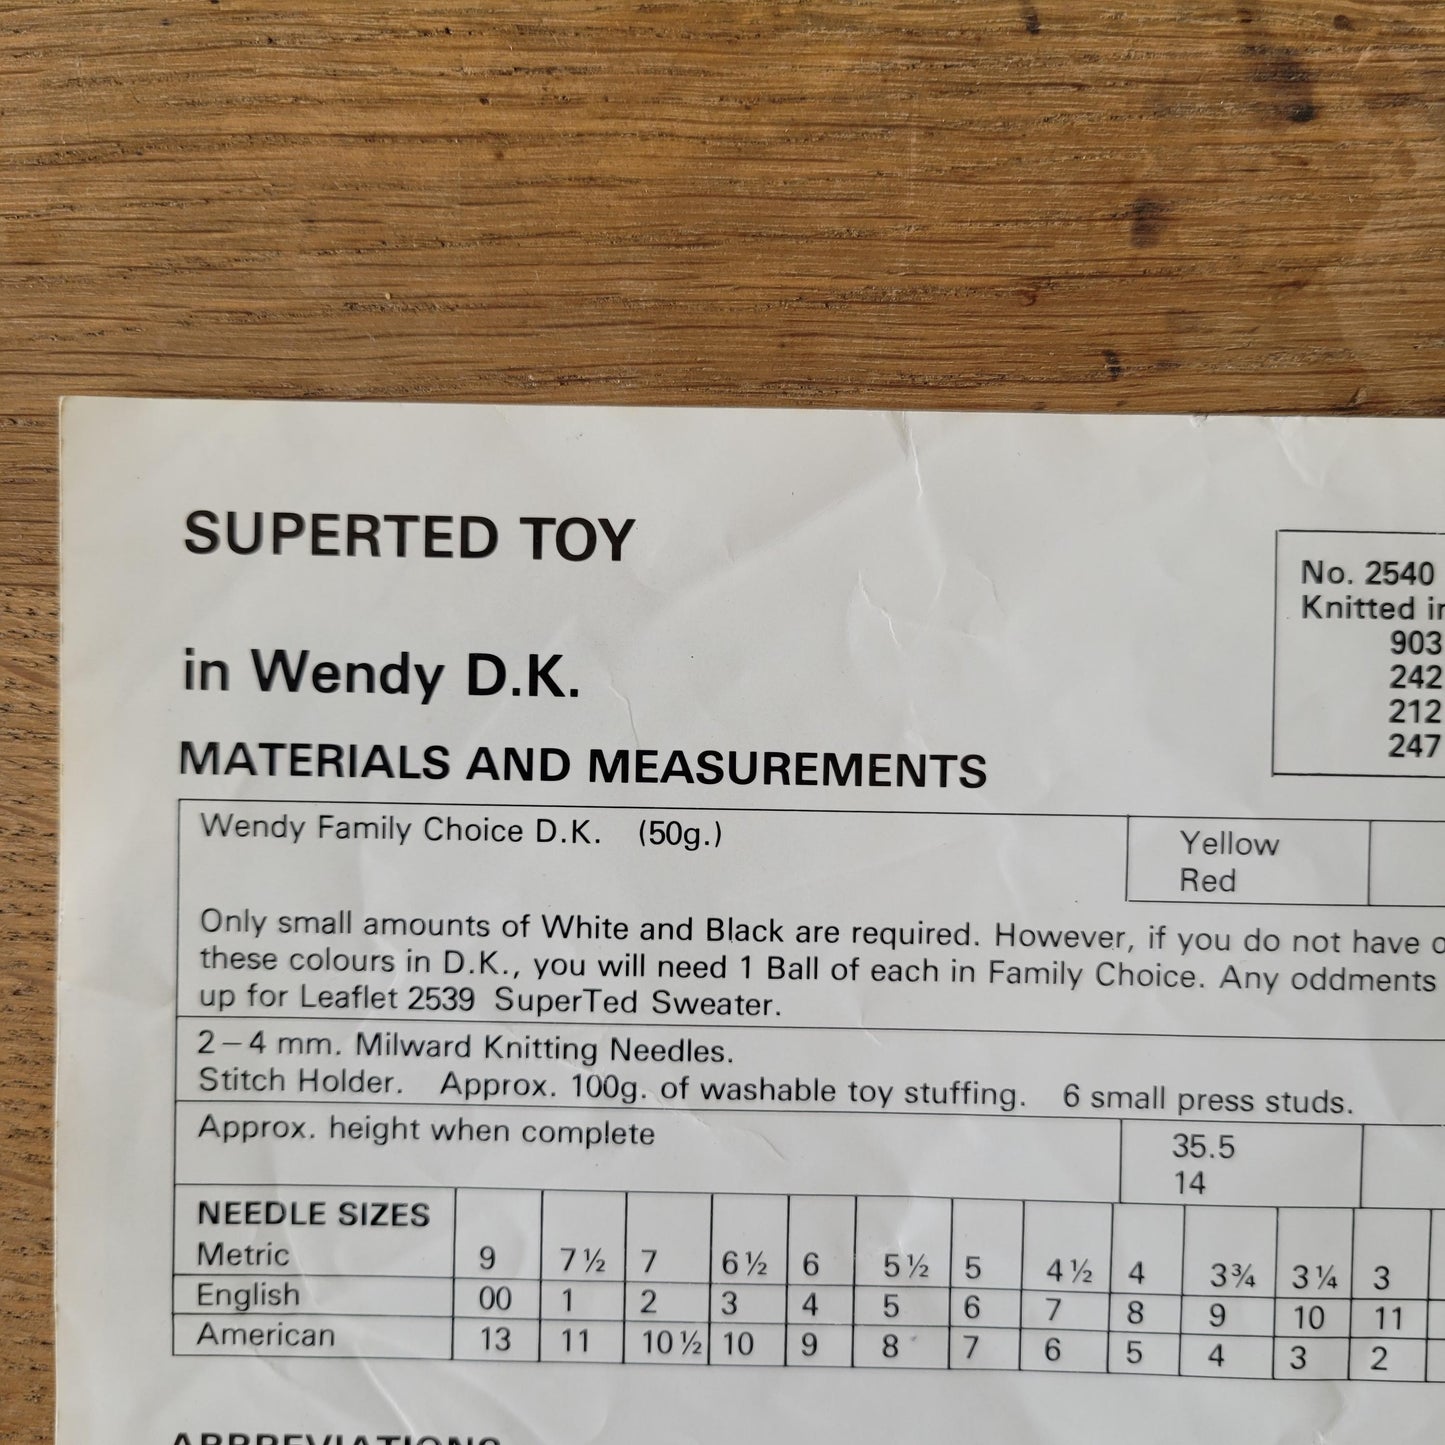 SUPERTED TOY
No. 2540
Knitted
903
242
212
247
in Wendy D.K.
MATERIALS AND MEASUREMENTS
Wendy Family Choice D.K. (50g.)
Yellow
Red
Only small amounts of White and Black are required. However, if you do not have
these colours in D.K., you will need 1 Ball of each in Family Choice. Any oddments
up for Leaflet 2539 SuperTed Sweater.
2 – 4 mm. Milward Knitting Needles.
Stitch Holder. Approx. 100g. of washable toy stuffing. 6 small press studs.
Approx. height when complete 35.5
14
NEEDLE SIZES
Metric 9 7½ 7 6½ 6 5½ 5 4½ 4 3¾ 3¼ 3
English 00 1 2 3 4 5 6 7 8 9 10 11
American 13 11 10½ 10 9 8 7 6 5 4 3 2
ABBREVIATIONS